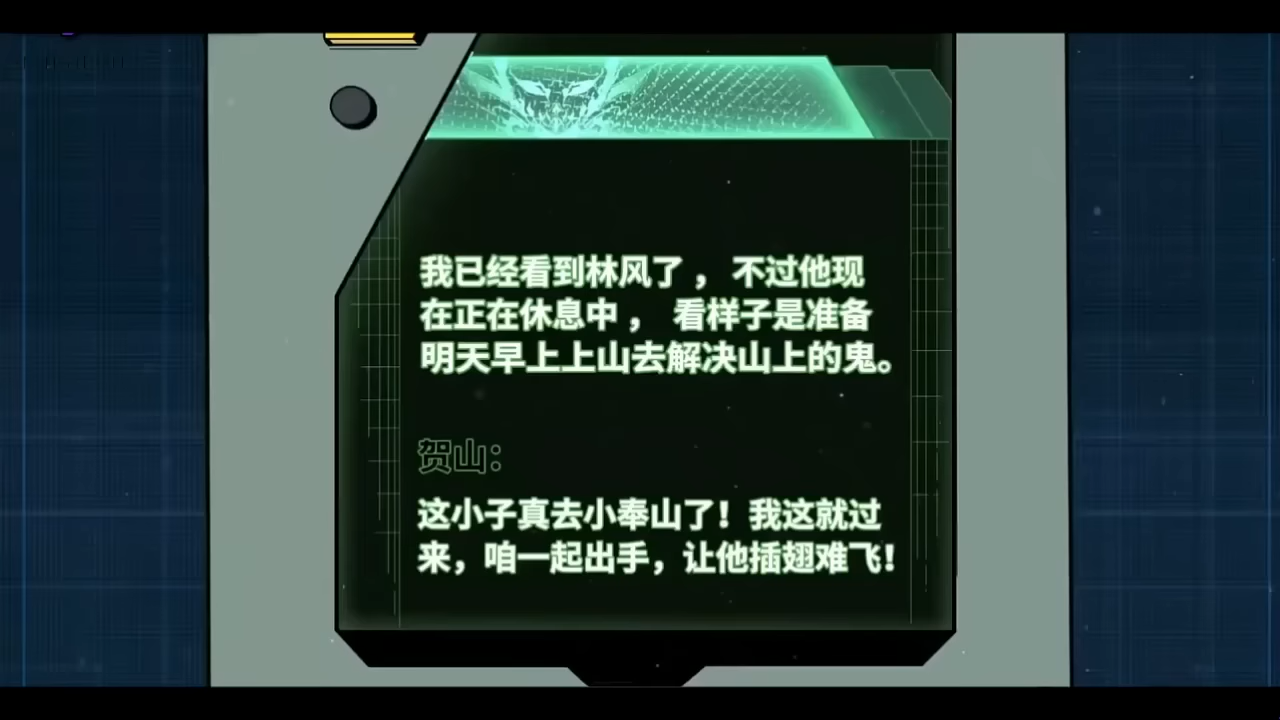 我已经看到林风了， 不过他现
在正在休息中， 看样子是准备
明天早上上山去解决山上的鬼。
贺山：
这小子真去小奉山了！我这就过
来，咱一起出手，让他插翅难飞！